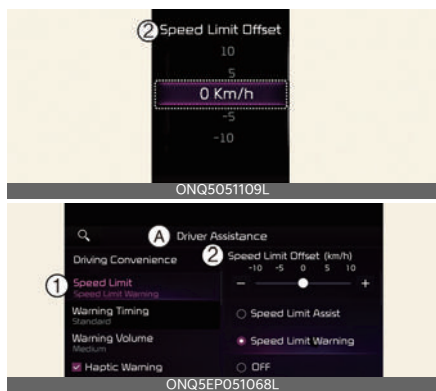 ② Speed Limit Offset
10
5
0 Km/h
-5
-10
ONQ5051109L
Ⓐ Driver Assistance
Driving Convenience
② Speed Limit Offset (km/h)
-10 -5 0 5 10
− +
① Speed Limit
Speed Limit Warning
Speed Limit Assist
Warning Timing
Standard
Speed Limit Warning
Warning Volume
Medium
Haptic Warning
OFF
ONQ5EP051068L